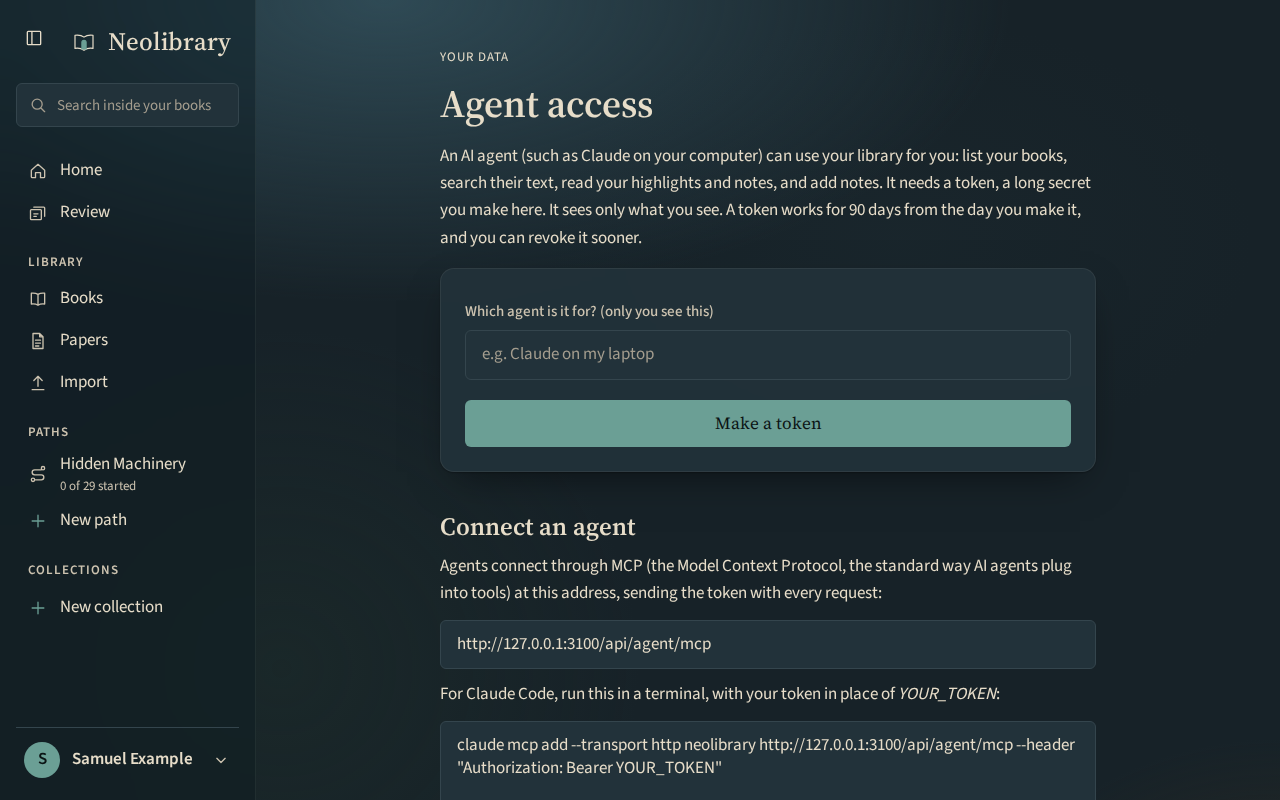 Neolibrary
Search inside your books
Home
Review
LIBRARY
Books
Papers
Import
PATHS
Hidden Machinery
0 of 29 started
New path
COLLECTIONS
New collection
S
Samuel Example
YOUR DATA
Agent access
An AI agent (such as Claude on your computer) can use your library for you: list your books,
search their text, read your highlights and notes, and add notes. It needs a token, a long secret
you make here. It sees only what you see. A token works for 90 days from the day you make it,
and you can revoke it sooner.
Which agent is it for? (only you see this)
e.g. Claude on my laptop
Make a token
Connect an agent
Agents connect through MCP (the Model Context Protocol, the standard way AI agents plug
into tools) at this address, sending the token with every request:
http://127.0.0.1:3100/api/agent/mcp
For Claude Code, run this in a terminal, with your token in place of YOUR_TOKEN:
claude mcp add --transport http neolibrary http://127.0.0.1:3100/api/agent/mcp --header
"Authorization: Bearer YOUR_TOKEN"